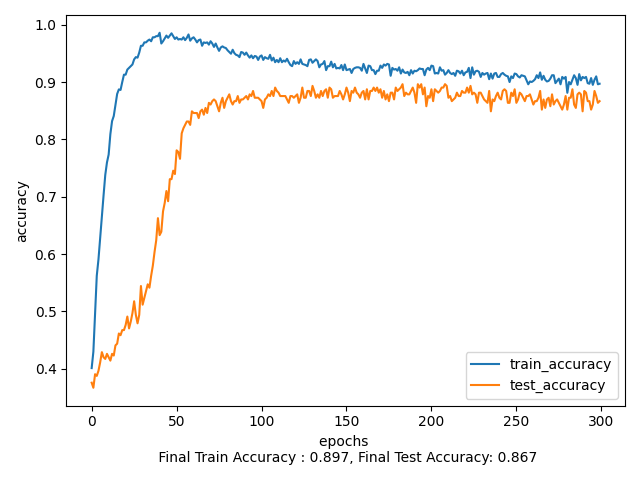 1.0
0.9
0.8
0.7
0.6
0.5
0.4
accuracy
train_accuracy
test_accuracy
0 50 100 150 200 250 300
epochs
Final Train Accuracy : 0.897, Final Test Accuracy: 0.867